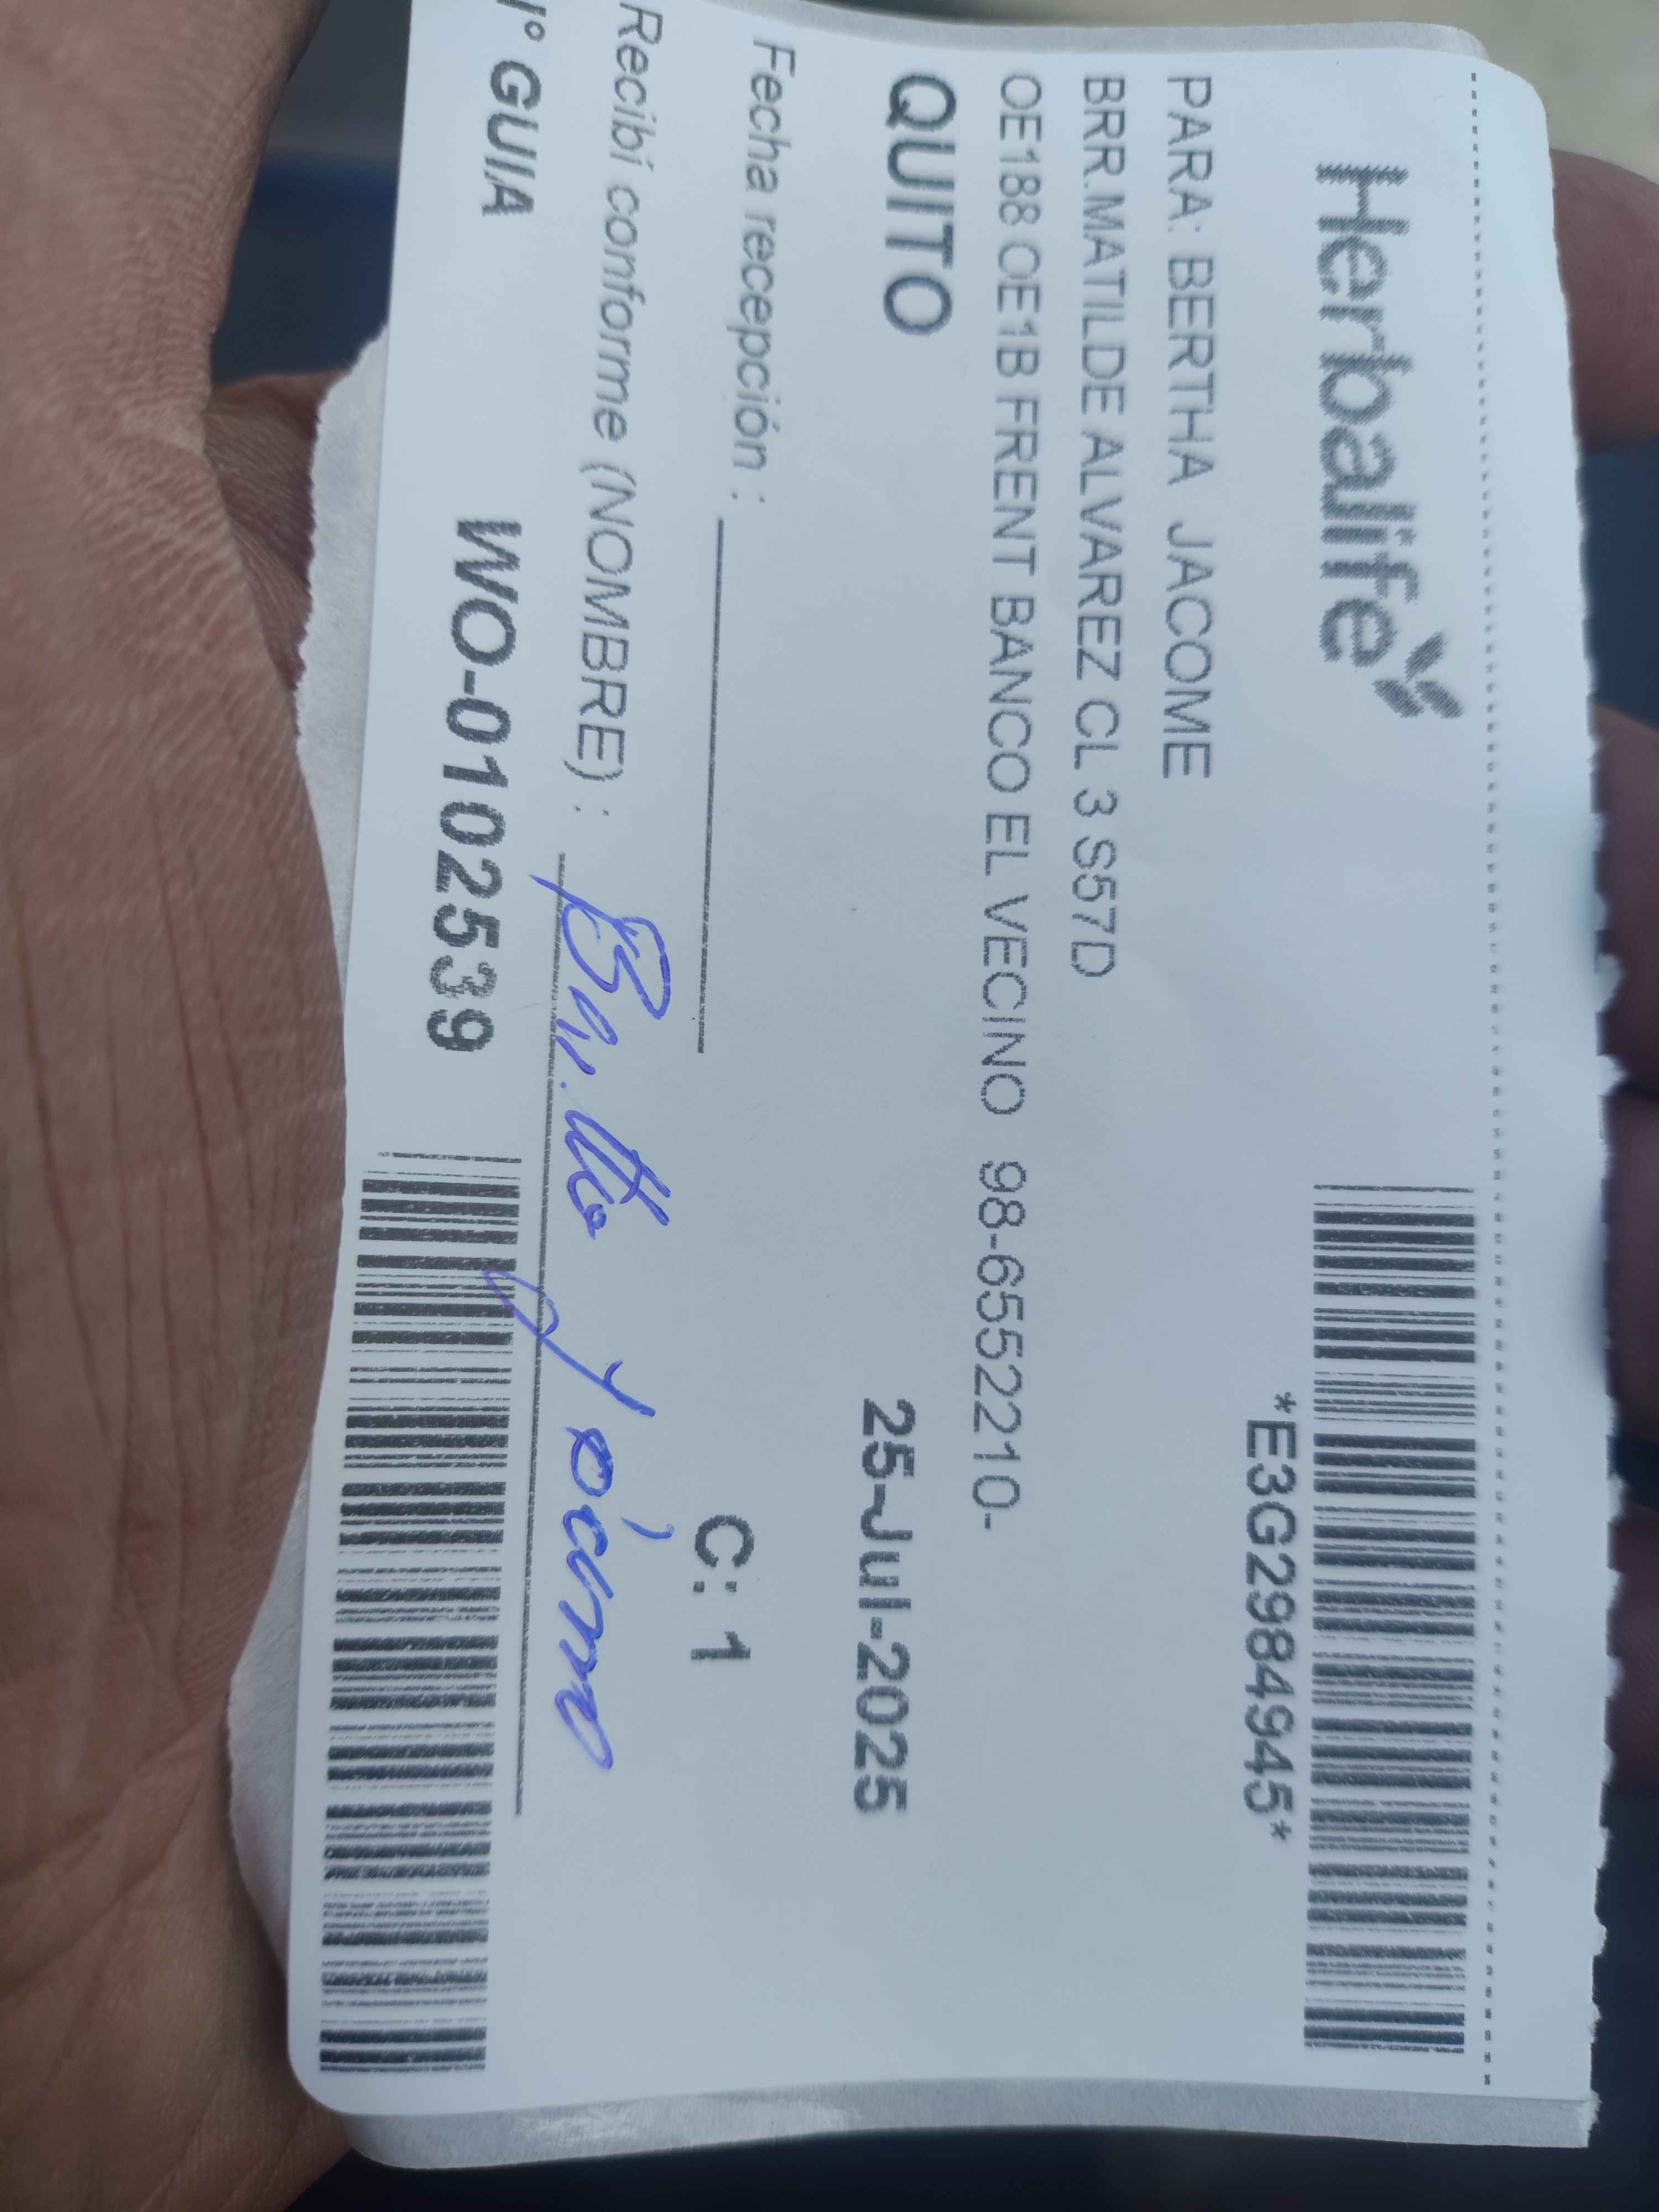 Herbalife
*E3G2984945*
PARA: BERTHA JACOME
BRR.MATILDE ALVAREZ CL 3 S57D
OE188 OE1B FRENT BANCO EL VECINO 98-6552210-
QUITO 25-Jul-2025
Fecha recepción : C: 1
Recibí conforme (NOMBRE) :
GUIA WO-0102539